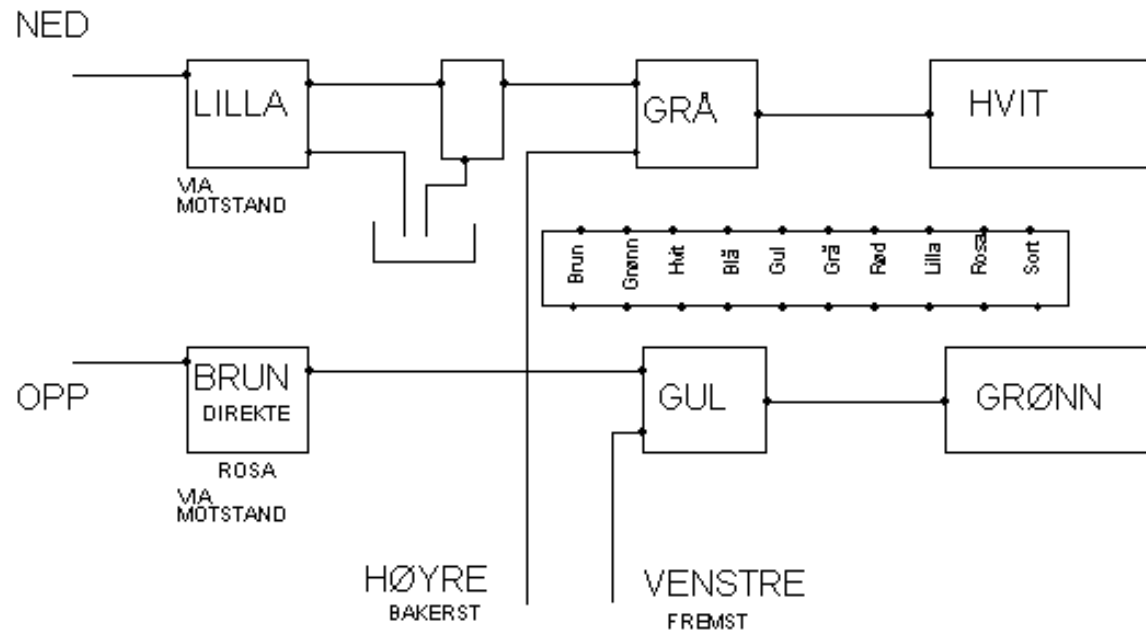 NED
LILLA
GRÅ
HVIT
VIA
MOTSTAND
Brun
Grønn
Hvit
Blå
Gul
Grå
Rød
Lilla
Rosa
Sort
OPP
BRUN
DIREKTE
GUL
GRØNN
ROSA
VIA
MOTSTAND
HØYRE
BAKERST
VENSTRE
FREMST